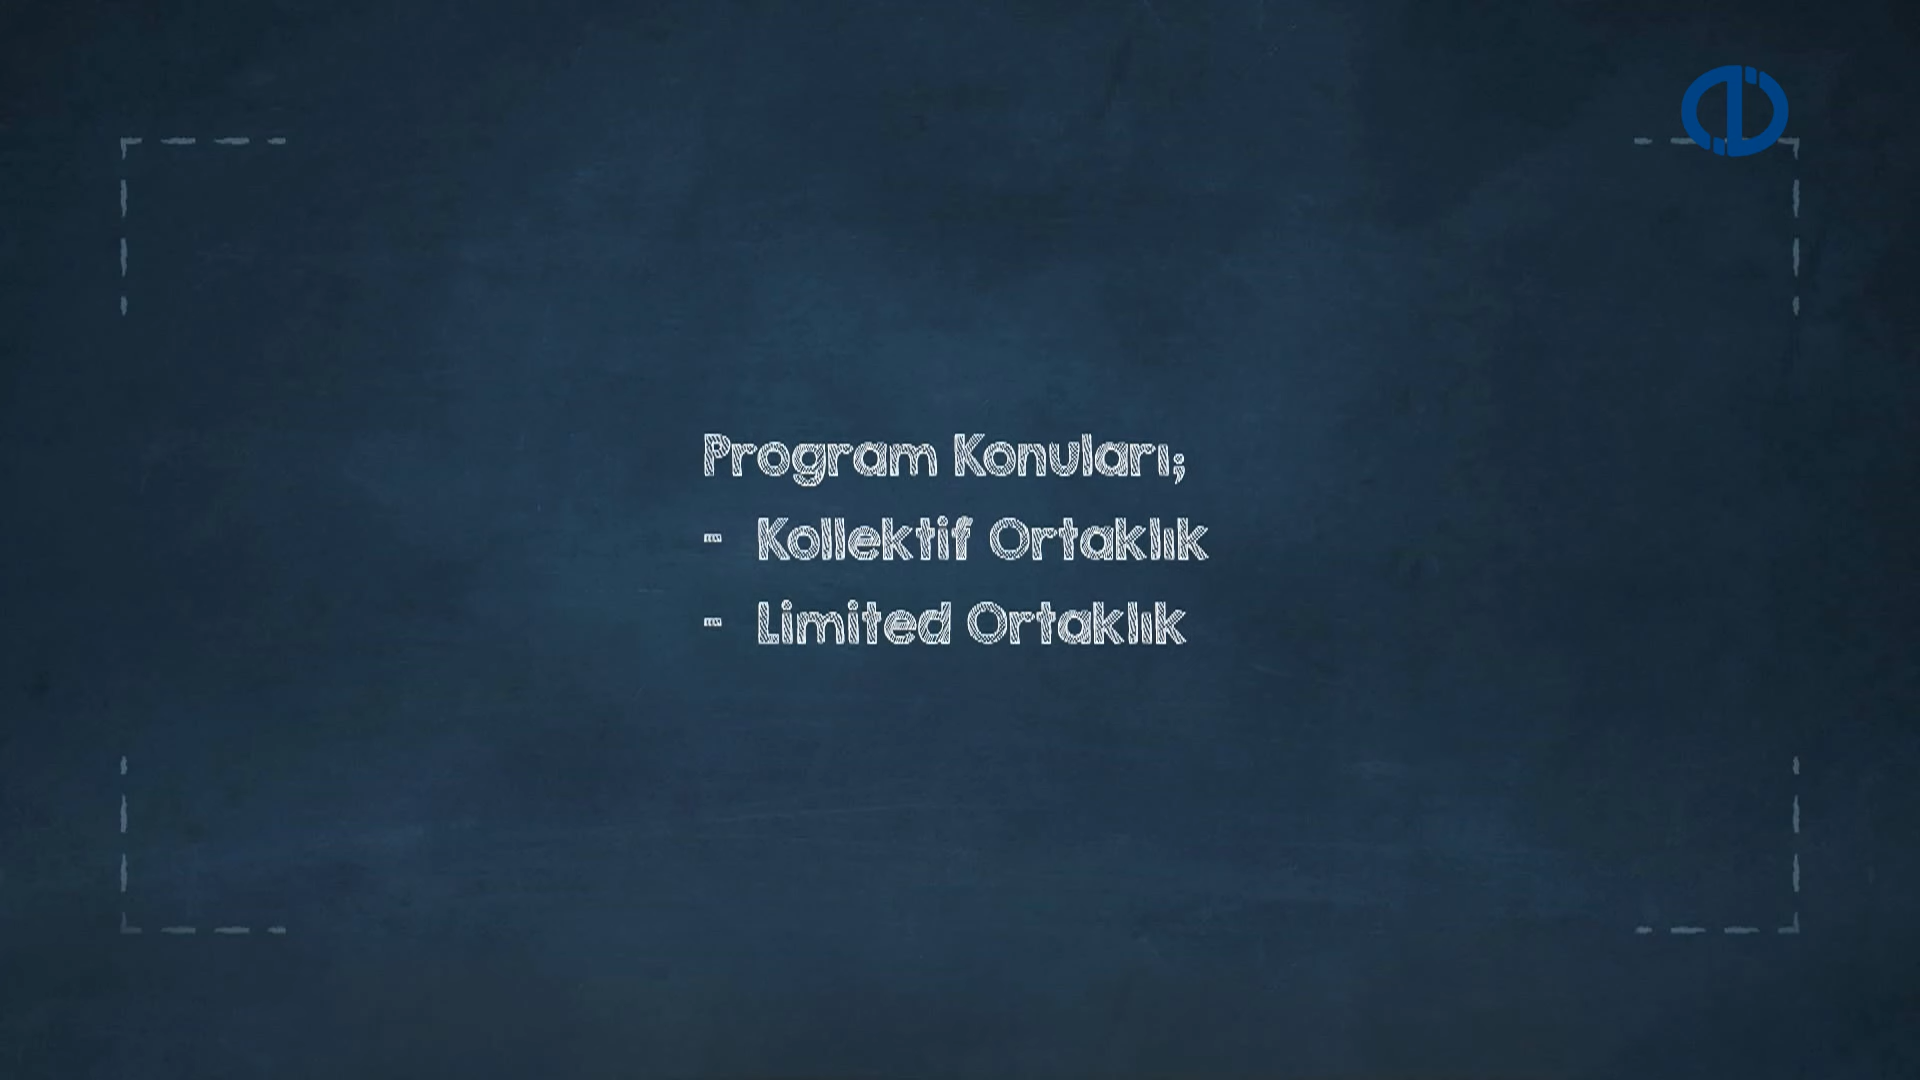 Program Konuları;
- Kollektif Ortaklık
- Limited Ortaklık